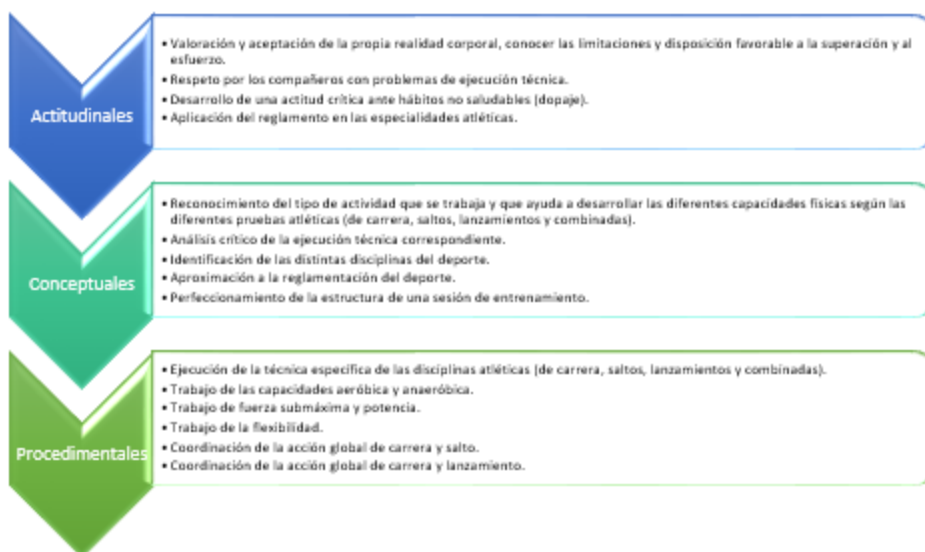 Actitudinales
• Valoración y aceptación de la propia realidad corporal, conocer las limitaciones y disposición favorable a la superación y al
esfuerzo.
• Respeto por los compañeros con problemas de ejecución técnica.
• Desarrollo de una actitud crítica ante hábitos no saludables (dopaje).
• Aplicación del reglamento en las especialidades atléticas.
Conceptuales
• Reconocimiento del tipo de actividad que se trabaja y que ayuda a desarrollar las diferentes capacidades físicas según las
diferentes pruebas atléticas (de carrera, saltos, lanzamientos y combinadas).
• Análisis crítico de la ejecución técnica correspondiente.
• Identificación de las distintas disciplinas del deporte.
• Aproximación a la reglamentación del deporte.
• Perfeccionamiento de la estructura de una sesión de entrenamiento.
Procedimentales
• Ejecución de la técnica específica de las disciplinas atléticas (de carrera, saltos, lanzamientos y combinadas).
• Trabajo de las capacidades aeróbica y anaeróbica.
• Trabajo de fuerza submáxima y potencia.
• Trabajo de la flexibilidad.
• Coordinación de la acción global de carrera y salto.
• Coordinación de la acción global de carrera y lanzamiento.